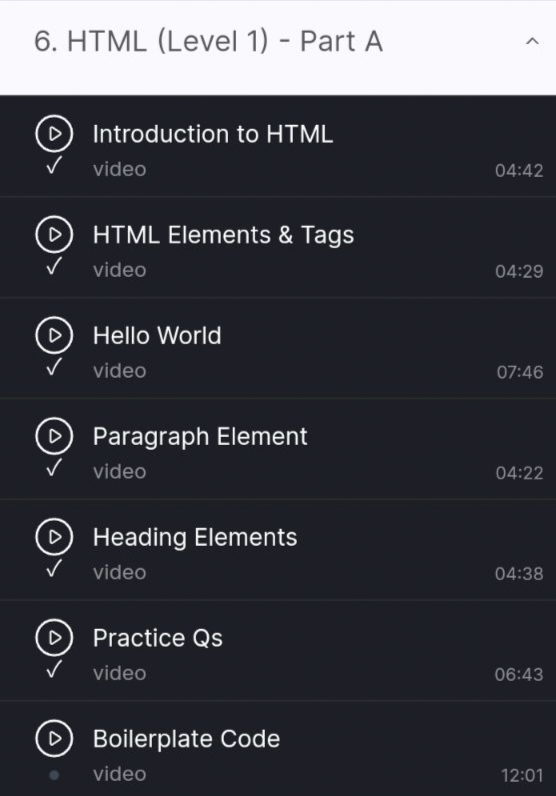 6. HTML (Level 1) - Part A
Introduction to HTML
video
04:42
HTML Elements & Tags
video
04:29
Hello World
video
07:46
Paragraph Element
video
04:22
Heading Elements
video
04:38
Practice Qs
video
06:43
Boilerplate Code
video
12:01